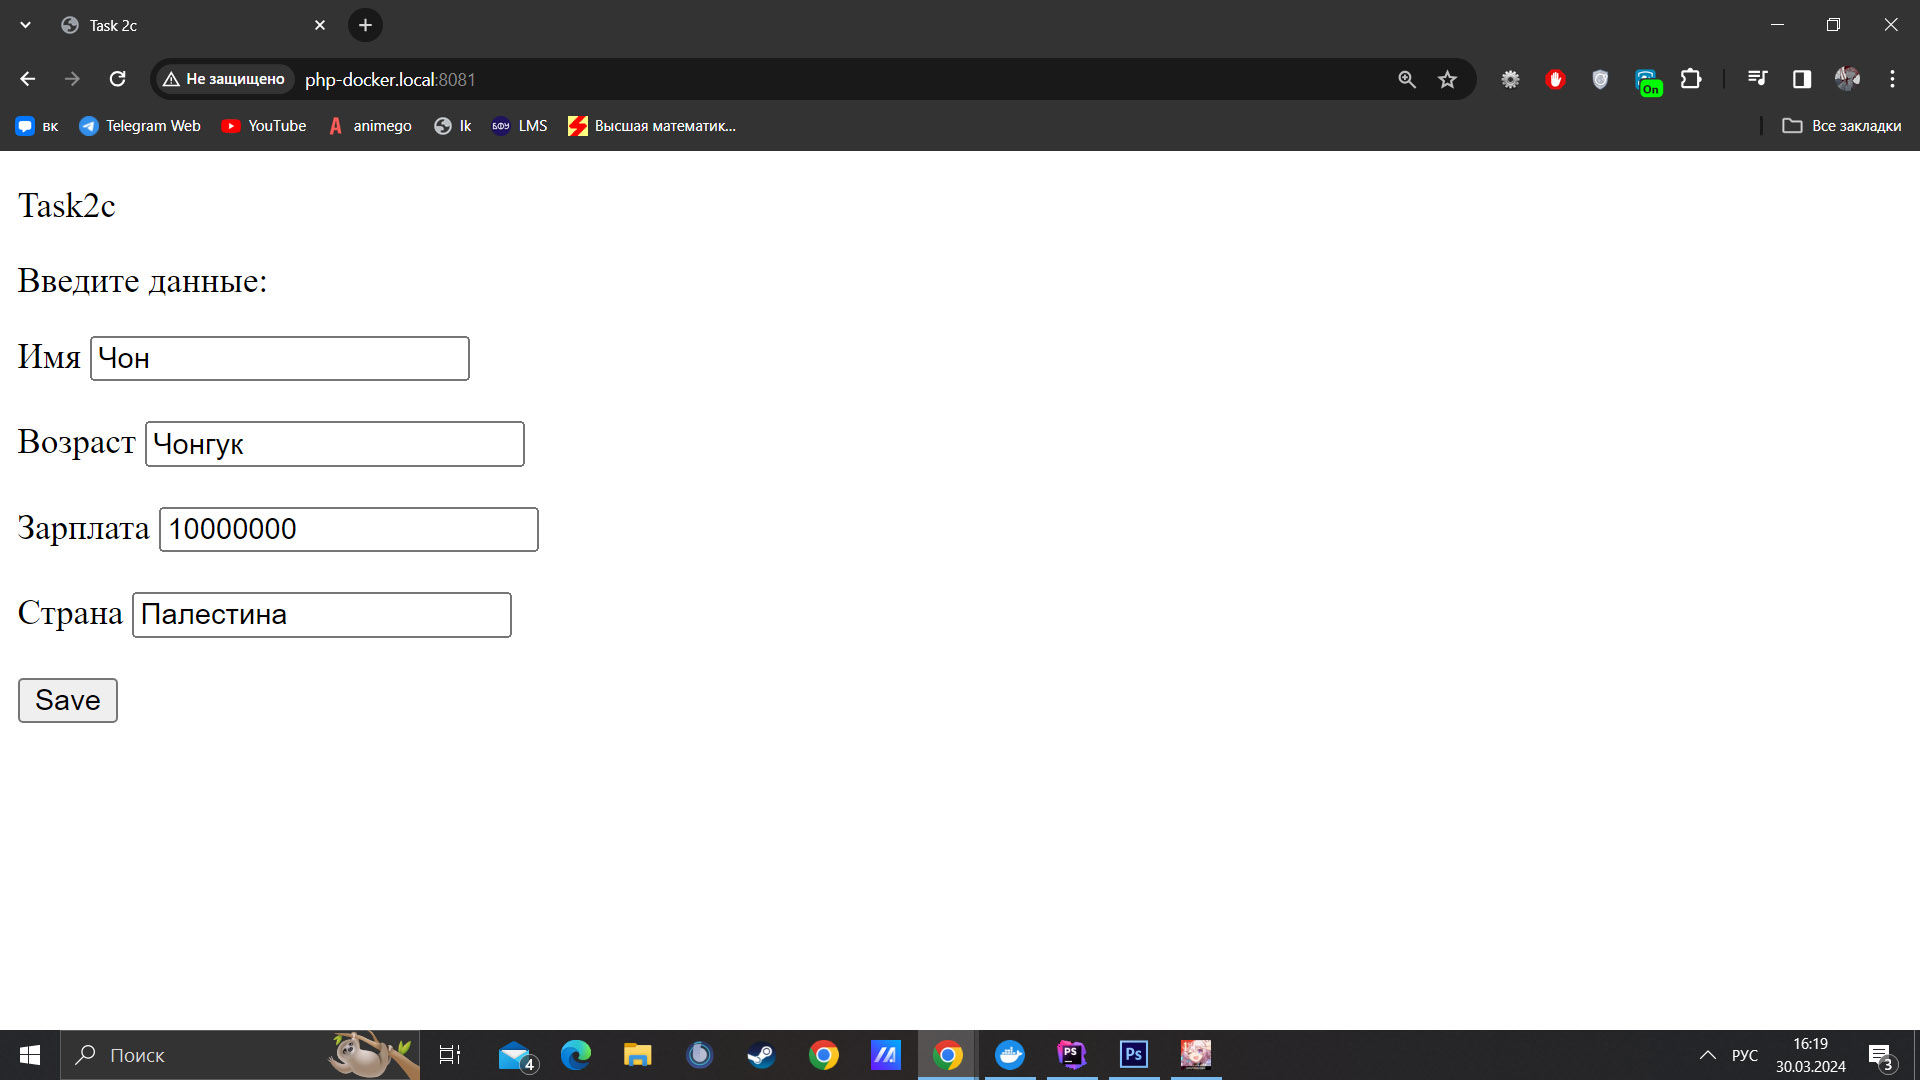 Task 2c
Не защищено php-docker.local:8081
вк Telegram Web YouTube animego lk LMS Высшая математик... Все закладки
On
Task2c
Введите данные:
Имя Чон
Возраст Чонгук
Зарплата 10000000
Страна Палестина
Save
Поиск
4
PS
Ps
РУС
16:19
30.03.2024
3